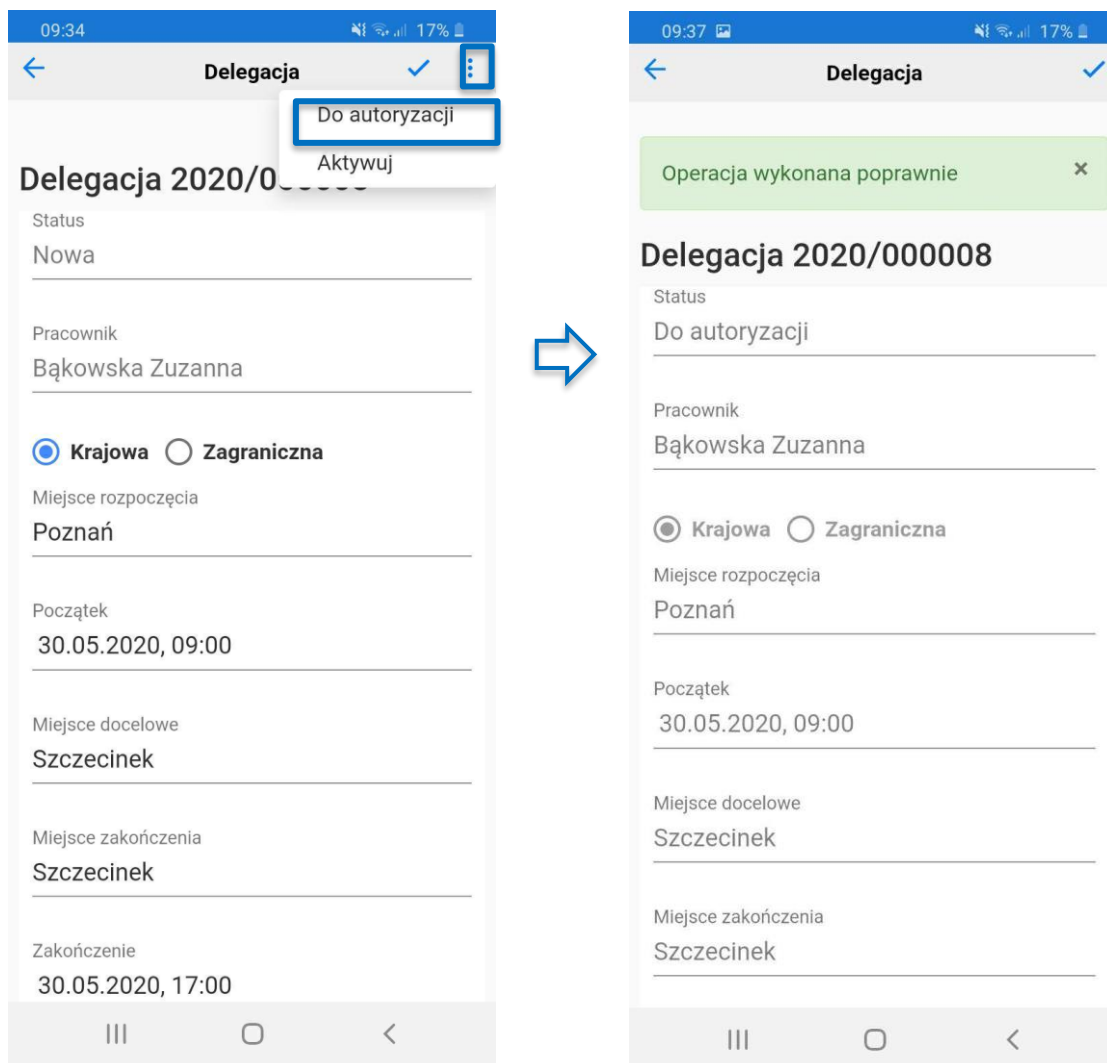 09:34
17%
Delegacja
Do autoryzacji
Aktywuj
Delegacja 2020/0
Status
Nowa
Pracownik
Bąkowska Zuzanna
Krajowa Zagraniczna
Miejsce rozpoczęcia
Poznań
Początek
30.05.2020, 09:00
Miejsce docelowe
Szczecinek
Miejsce zakończenia
Szczecinek
Zakończenie
30.05.2020, 17:00
09:37
17%
Delegacja
Operacja wykonana poprawnie
×
Delegacja 2020/000008
Status
Do autoryzacji
Pracownik
Bąkowska Zuzanna
Krajowa Zagraniczna
Miejsce rozpoczęcia
Poznań
Początek
30.05.2020, 09:00
Miejsce docelowe
Szczecinek
Miejsce zakończenia
Szczecinek